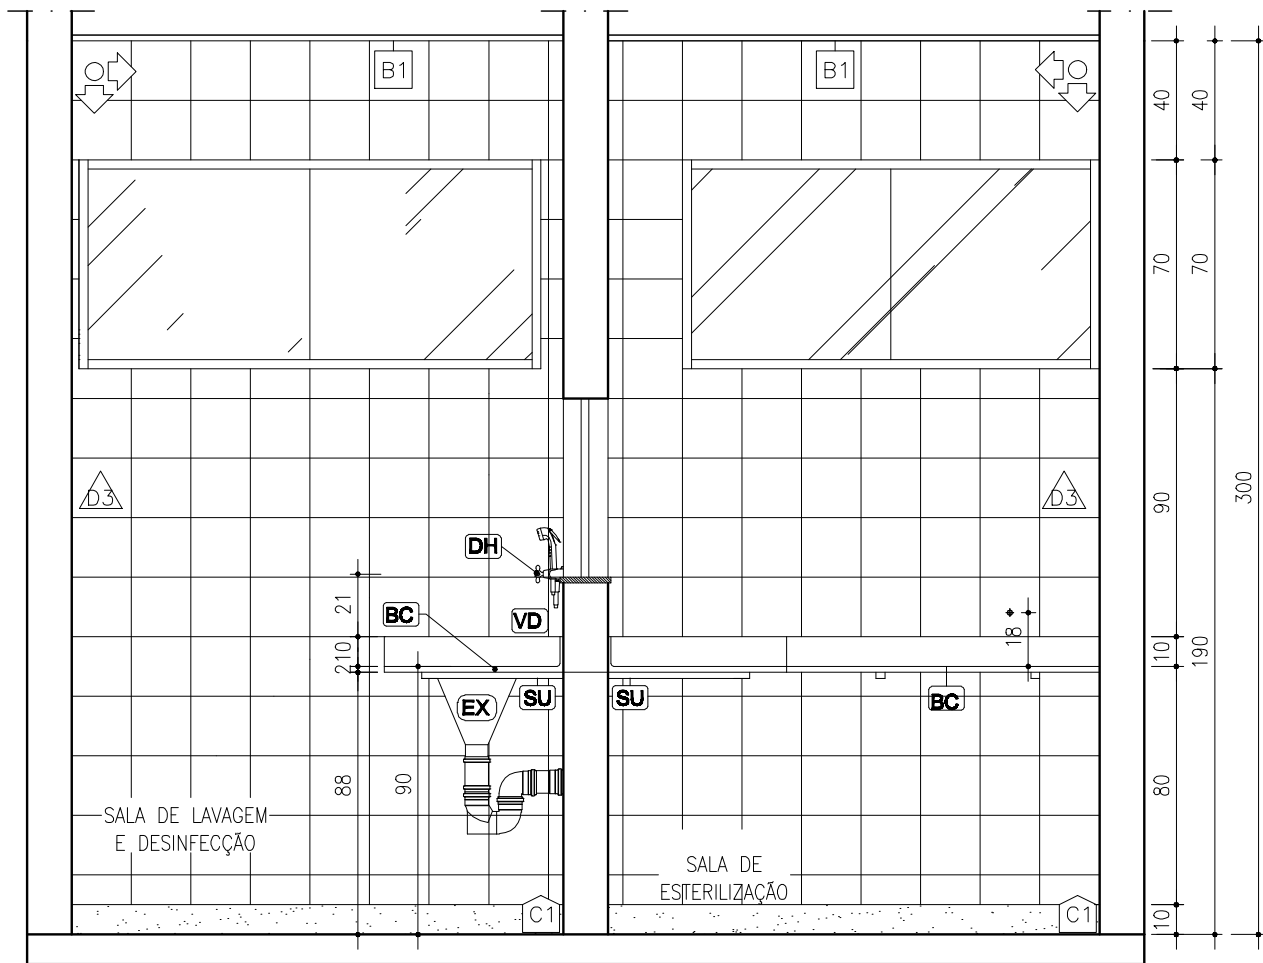 B1
B1
40
40
70
70
D3
D3
90
300
DH
21
BC
VD
18
210
10
190
SU
SU
EX
BC
88
90
80
SALA DE LAVAGEM
E DESINFECÇÃO
SALA DE
ESTERILIZAÇÃO
C1
C1
10